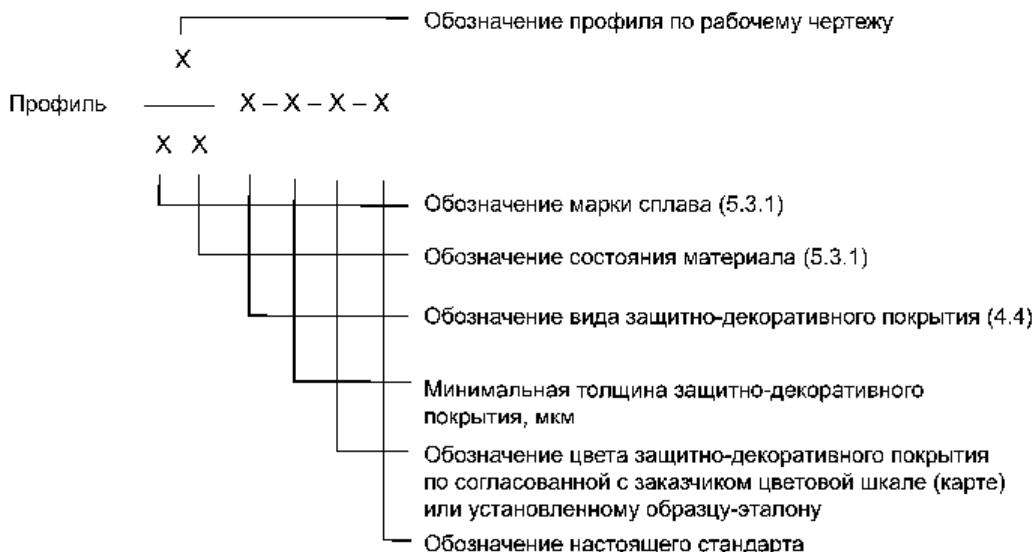 Обозначение профиля по рабочему чертежу
X
Профиль X – X – X – X
X X
Обозначение марки сплава (5.3.1)
Обозначение состояния материала (5.3.1)
Обозначение вида защитно-декоративного покрытия (4.4)
Минимальная толщина защитно-декоративного
покрытия, мкм
Обозначение цвета защитно-декоративного покрытия
по согласованной с заказчиком цветовой шкале (карте)
или установленному образцу-эталону
Обозначение настоящего стандарта